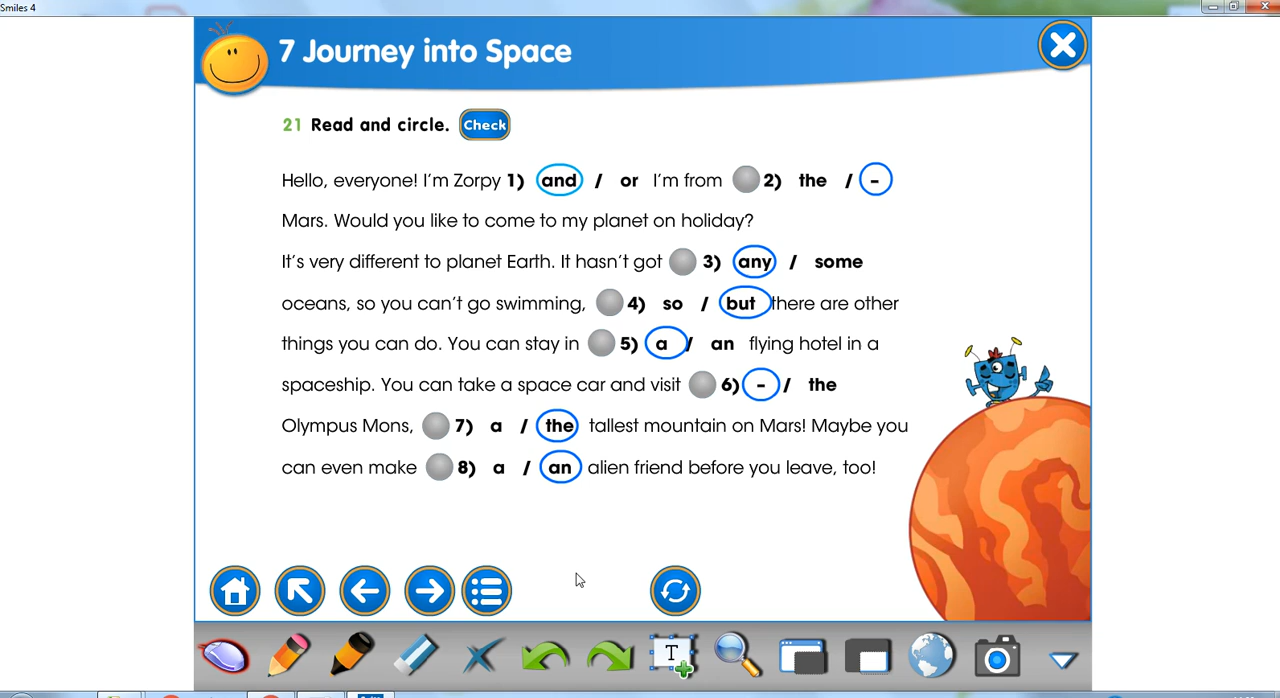 Smiles 4
7 Journey into Space
21 Read and circle. Check
Hello, everyone! I'm Zorpy 1) and / or I'm from 2) the / -
Mars. Would you like to come to my planet on holiday?
It's very different to planet Earth. It hasn't got 3) any / some
oceans, so you can't go swimming, 4) so / but there are other
things you can do. You can stay in 5) a / an flying hotel in a
spaceship. You can take a space car and visit 6) - / the
Olympus Mons, 7) a / the tallest mountain on Mars! Maybe you
can even make 8) a / an alien friend before you leave, too!
T